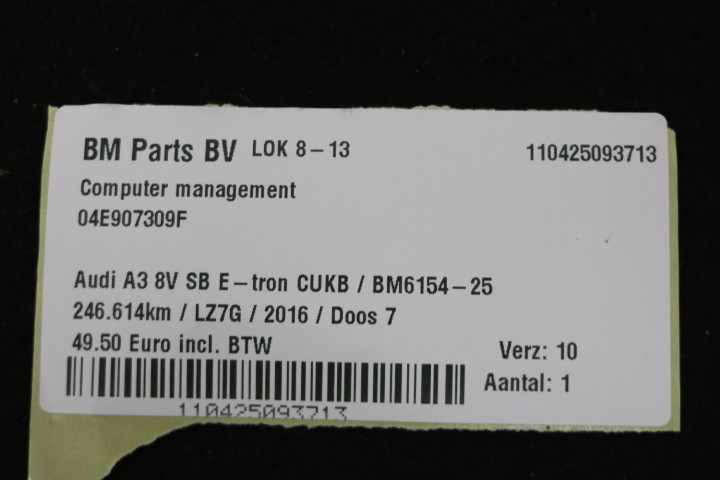 BM Parts BV LOK 8-13 110425093713
Computer management
04E907309F
Audi A3 8V SB E-tron CUKB / BM6154-25
246.614km / LZ7G / 2016 / Doos 7
49.50 Euro incl. BTW
Verz: 10
Aantal: 1
110425093713